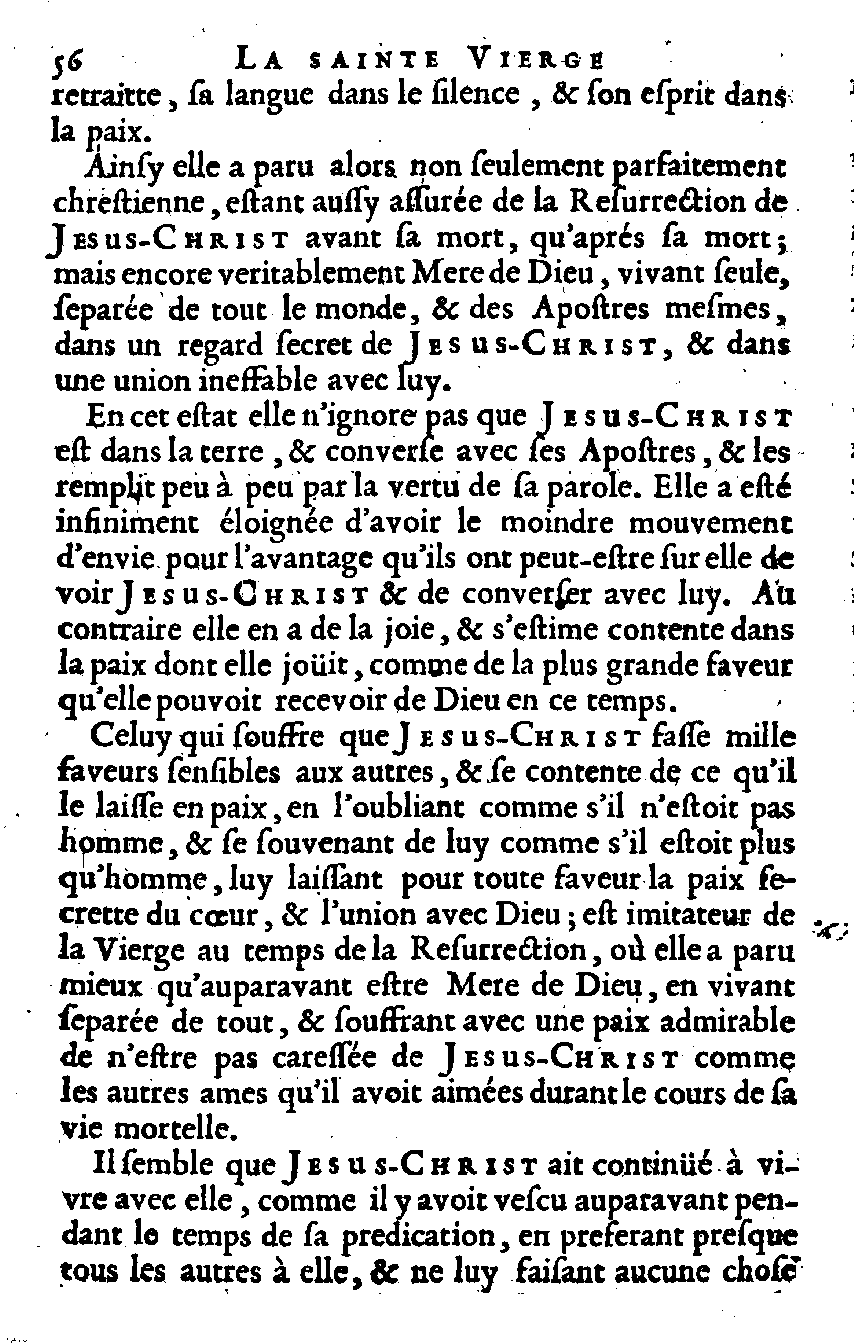 56 LA SAINTE VIERGE
retraitte, ſa langue dans le ſilence, & ſon eſprit dans
la paix.
Ainſy elle a paru alors non ſeulement parfaitement
chreſtienne, eſtant auſſy aſſurée de la Reſurrection de
JESUS-CHRIST avant ſa mort, qu'aprés ſa mort;
mais encore veritablement Mere de Dieu, vivant ſeule,
ſeparée de tout le monde, & des Apoſtres meſmes,
dans un regard ſecret de JESUS-CHRIST, & dans
une union ineffable avec luy.
En cet eſtat elle n'ignore pas que JESUS-CHRIST
eſt dans la terre, & converſe avec ſes Apoſtres, & les
remplit peu à peu par la vertu de ſa parole. Elle a eſté
infiniment éloignée d'avoir le moindre mouvement
d'envie pour l'avantage qu'ils ont peut-eſtre ſur elle de
voir JESUS-CHRIST & de converſer avec luy. Au
contraire elle en a de la joie, & s'eſtime contente dans
la paix dont elle joüit, comme de la plus grande faveur
qu'elle pouvoit recevoir de Dieu en ce temps.
Celuy qui ſouffre que JESUS-CHRIST faſſe mille
faveurs ſenſibles aux autres, & ſe contente de ce qu'il
le laiſſe en paix, en l'oubliant comme s'il n'eſtoit pas
homme, & ſe ſouvenant de luy comme s'il eſtoit plus
qu'homme, luy laiſſant pour toute faveur la paix ſe-
crette du cœur, & l'union avec Dieu; eſt imitateur de
la Vierge au temps de la Reſurrection, où elle a paru
mieux qu'auparavant eſtre Mere de Dieu, en vivant
ſeparée de tout, & ſouffrant avec une paix admirable
de n'eſtre pas careſſée de JESUS-CHRIST comme
les autres ames qu'il avoit aimées durant le cours de ſa
vie mortelle.
Il ſemble que JESUS-CHRIST ait continüé à vi-
vre avec elle, comme il y avoit veſcu auparavant pen-
dant le temps de ſa predication, en preferant preſque
tous les autres à elle, & ne luy faiſant aucune choſe